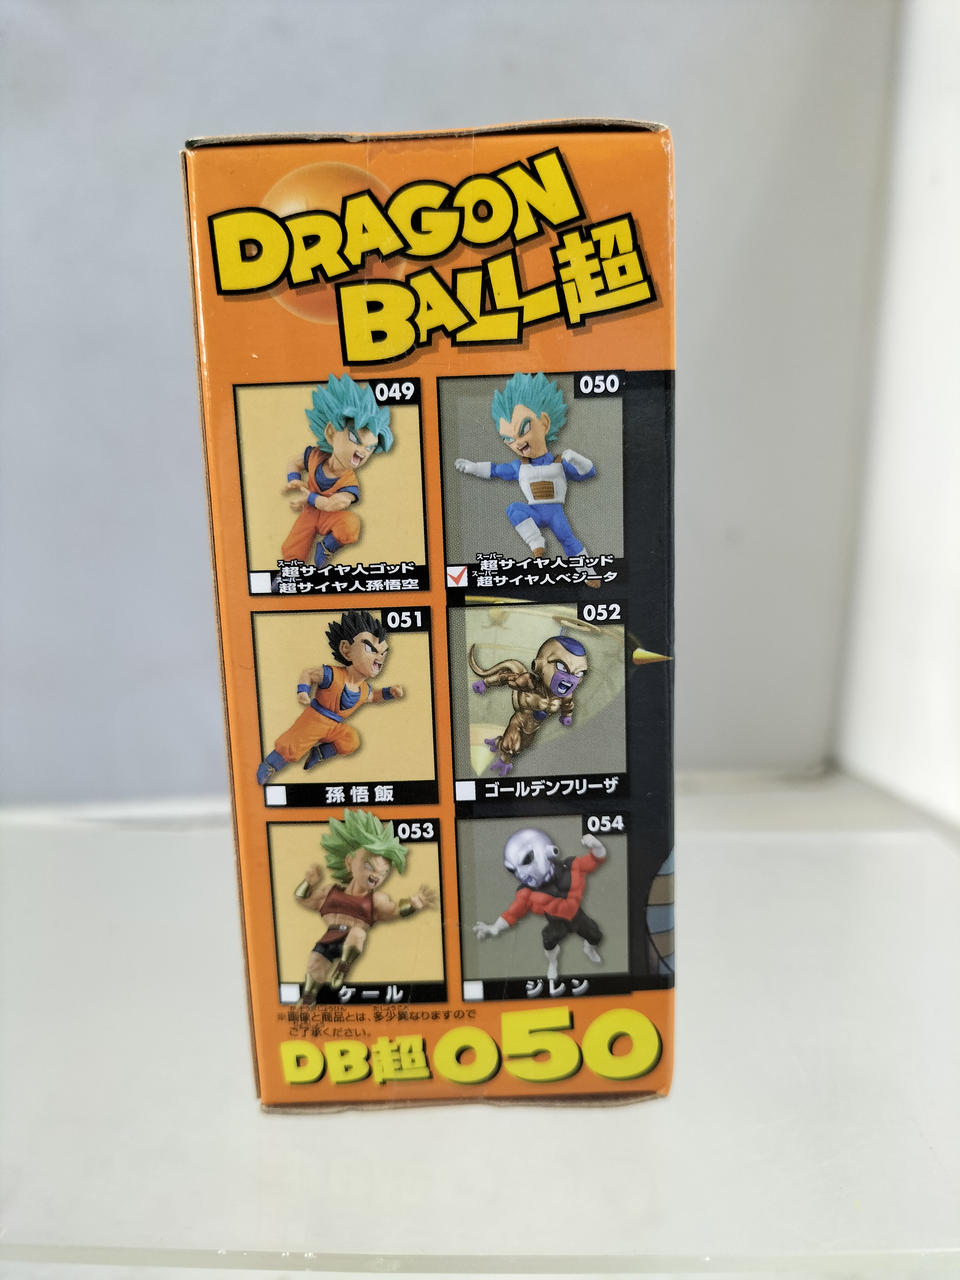 DRAGON
BALL超
049
スーパー
超サイヤ人ゴッド
スーパー
超サイヤ人孫悟空
050
スーパー
超サイヤ人ゴッド
スーパー
超サイヤ人ベジータ
051
孫悟飯
052
ゴールデンフリーザ
053
ケール
054
ジレン
※画像と商品とは、多少異なりますので
ご了承ください。
DB超050